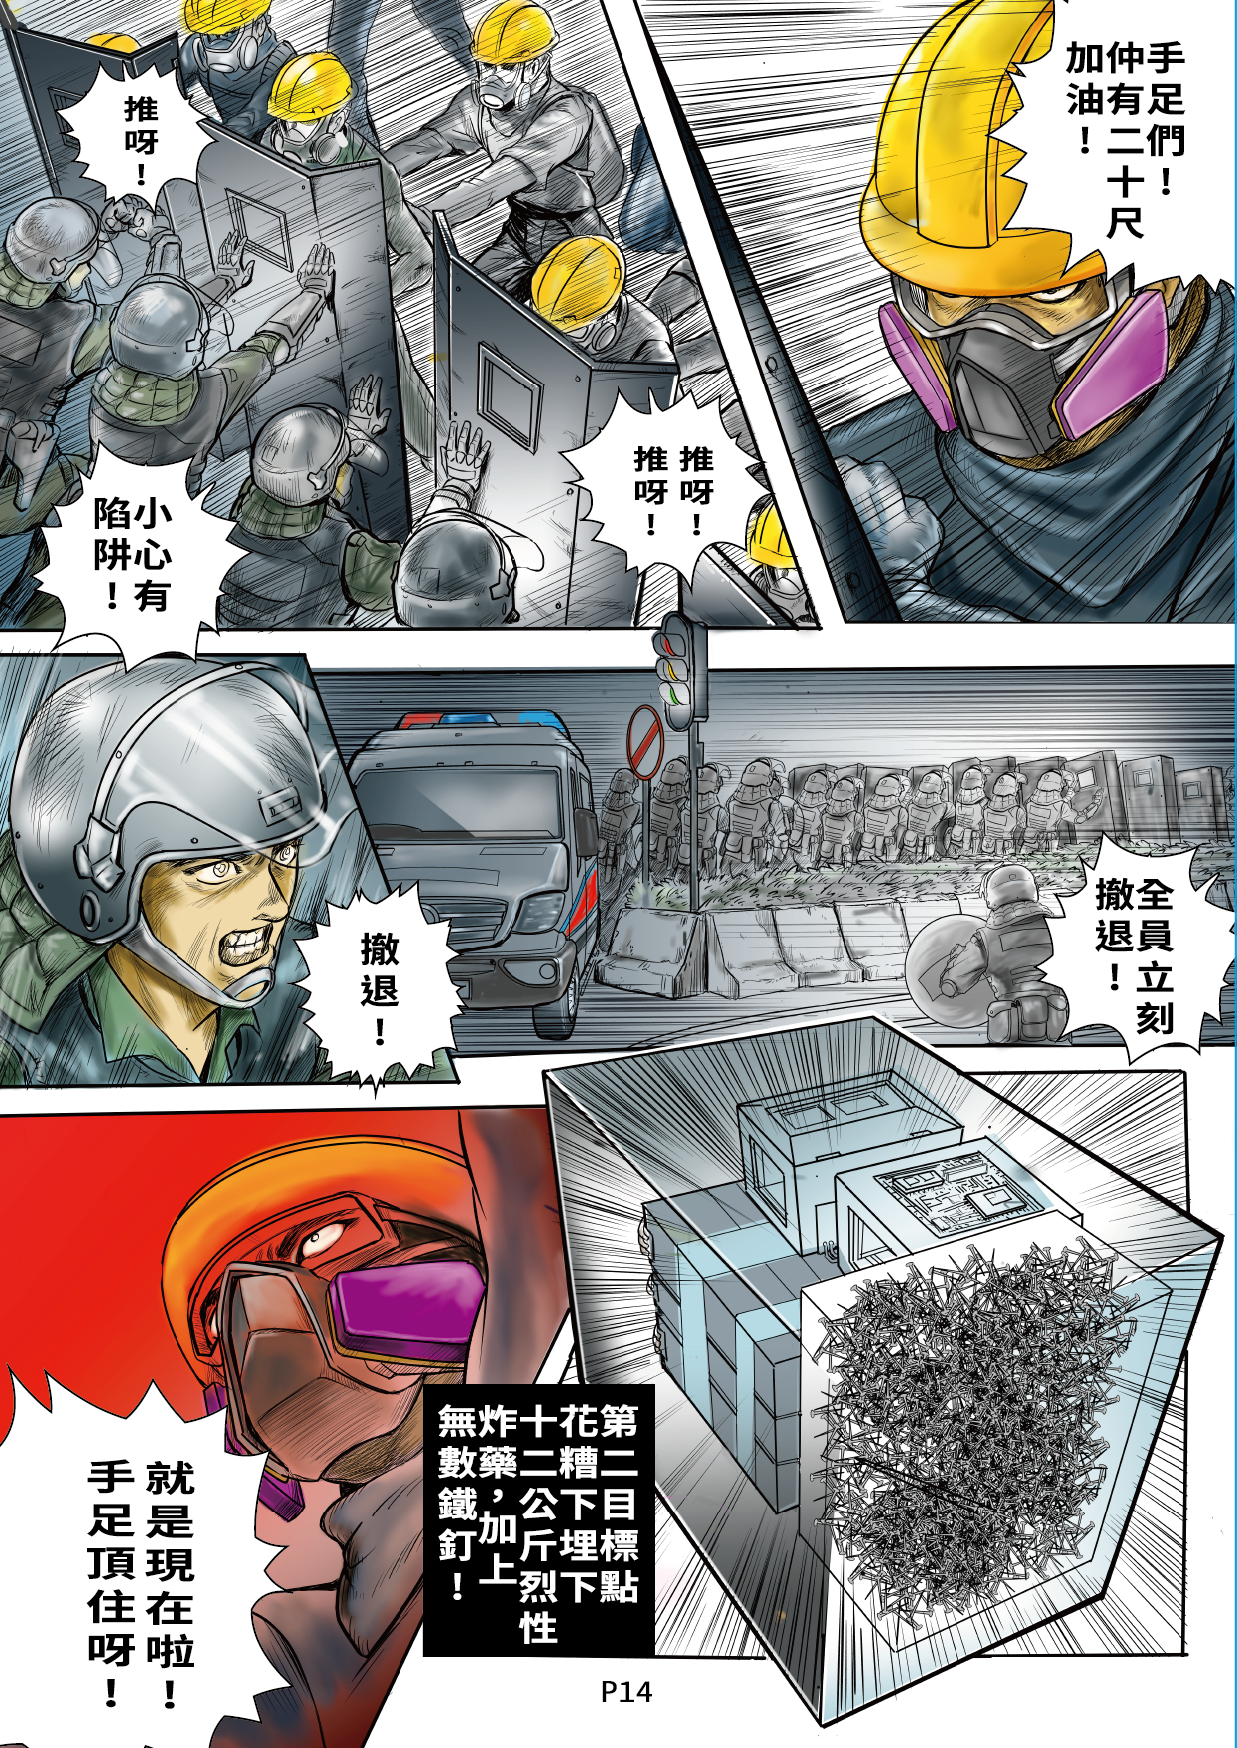 手足們！
仲有二十尺
加油！
推呀！
推呀！
推呀！
小心有
陷阱！
全員立刻
撤退！
撤退！
第二目標點
花糟下埋下
十二公斤烈性
炸藥，加上
無數鐵釘！
就是現在啦！
手足頂住呀！
P14